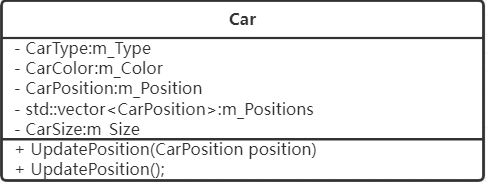 Car
- CarType:m_Type
- CarColor:m_Color
- CarPosition:m_Position
- std::vector<CarPosition>:m_Positions
- CarSize:m_Size
+ UpdatePosition(CarPosition position)
+ UpdatePosition();